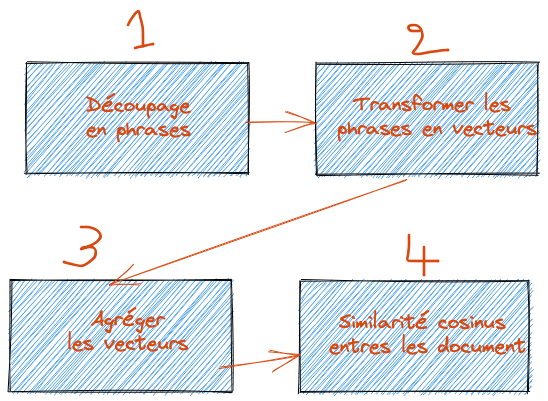 1
2
Découpage
en phrases
Transformer les
phrases en vecteurs
3
4
Agréger
les vecteurs
Similarité cosinus
entres les document